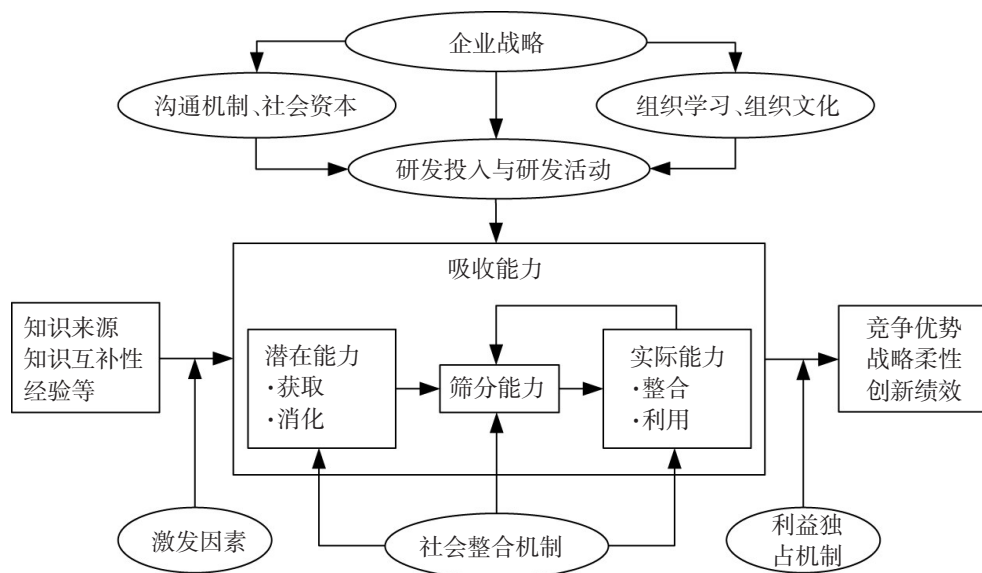 企业战略
沟通机制、社会资本
组织学习、组织文化
研发投入与研发活动
吸收能力
知识来源
知识互补性
经验等
潜在能力
·获取
·消化
筛分能力
实际能力
·整合
·利用
竞争优势
战略柔性
创新绩效
激发因素
社会整合机制
利益独
占机制